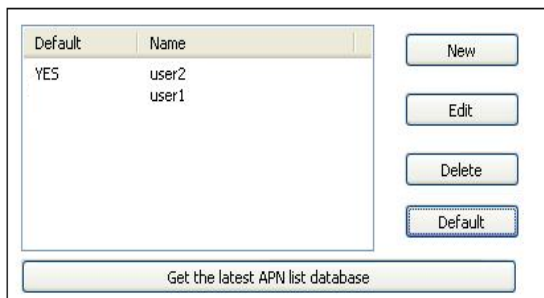 Default Name
YES user2
user1
New
Edit
Delete
Default
Get the latest APN list database